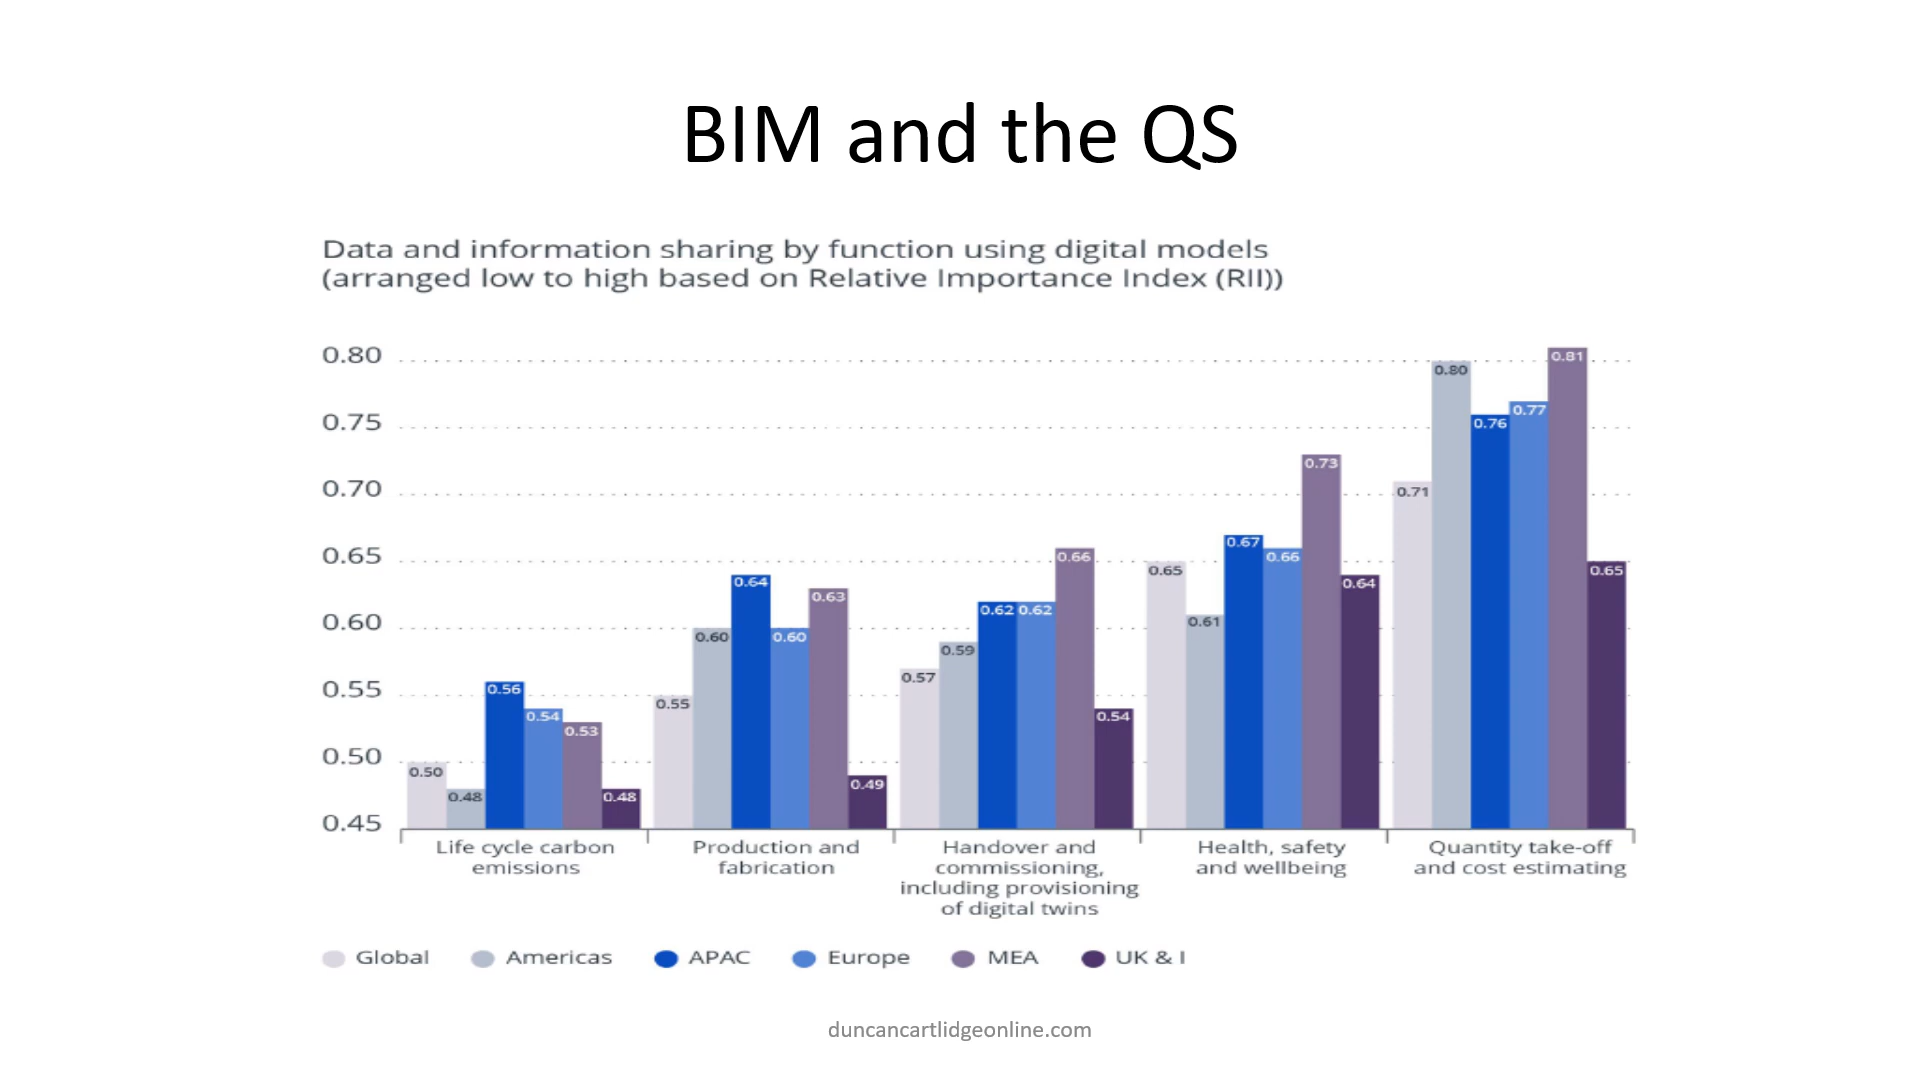 BIM and the QS
Data and information sharing by function using digital models
(arranged low to high based on Relative Importance Index (RII))
0.80
0.75
0.70
0.65
0.60
0.55
0.50
0.45
0.50
0.48
0.56
0.54
0.53
0.48
0.55
0.60
0.64
0.60
0.63
0.49
0.57
0.59
0.62
0.62
0.66
0.54
0.65
0.61
0.67
0.66
0.73
0.64
0.71
0.80
0.76
0.77
0.81
0.65
Life cycle carbon
emissions
Production and
fabrication
Handover and
commissioning,
including provisioning
of digital twins
Health, safety
and wellbeing
Quantity take-off
and cost estimating
Global
Americas
APAC
Europe
MEA
UK & I
duncancartlidgeonline.com